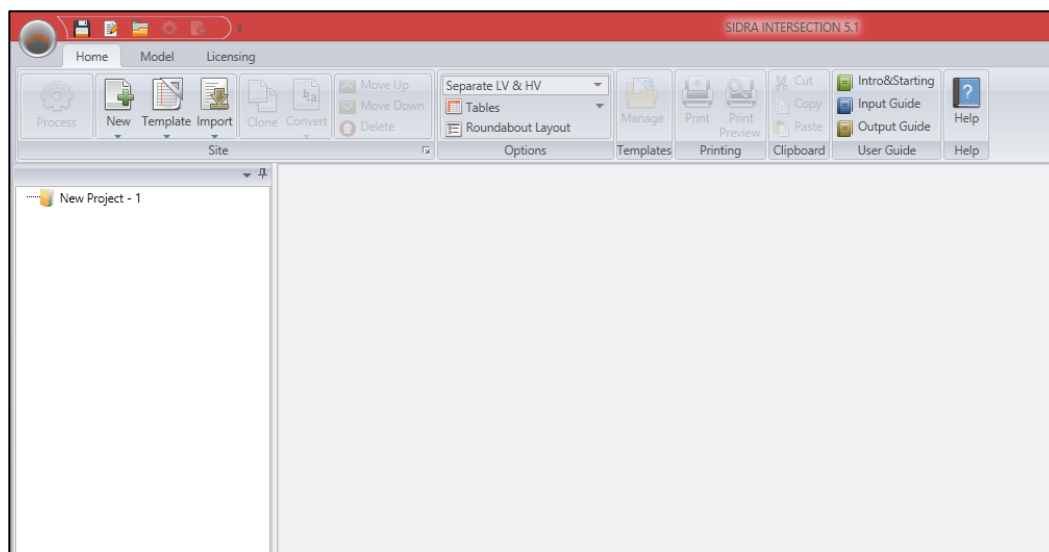 SIDRA INTERSECTION 5.1
Home Model Licensing
Process
New
Template
Import
Clone
Convert
Move Up
Move Down
Delete
Site
Separate LV & HV
Tables
Roundabout Layout
Options
Manage
Templates
Print
Print
Preview
Printing
Cut
Copy
Paste
Clipboard
Intro&Starting
Input Guide
Output Guide
User Guide
Help
Help
New Project - 1